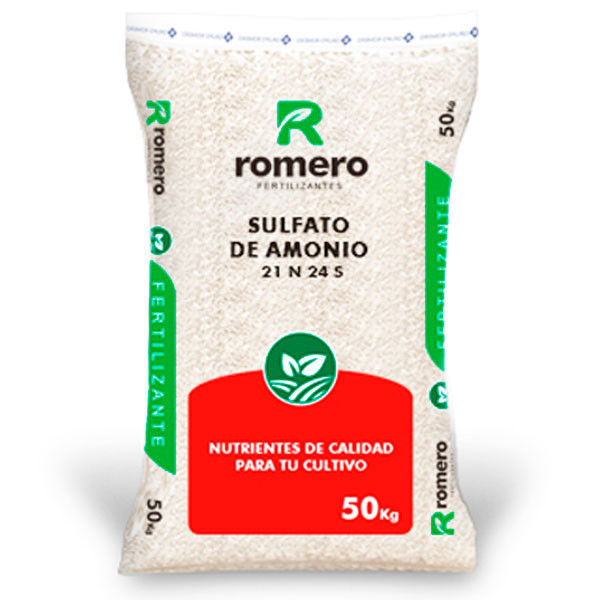 R
romero
FERTILIZANTES
SULFATO
DE AMONIO
21 N 24 S
NUTRIENTES DE CALIDAD
PARA TU CULTIVO
50Kg
R romero
FERTILIZANTE
50Kg
50Kg
FERTILIZANTE
R romero